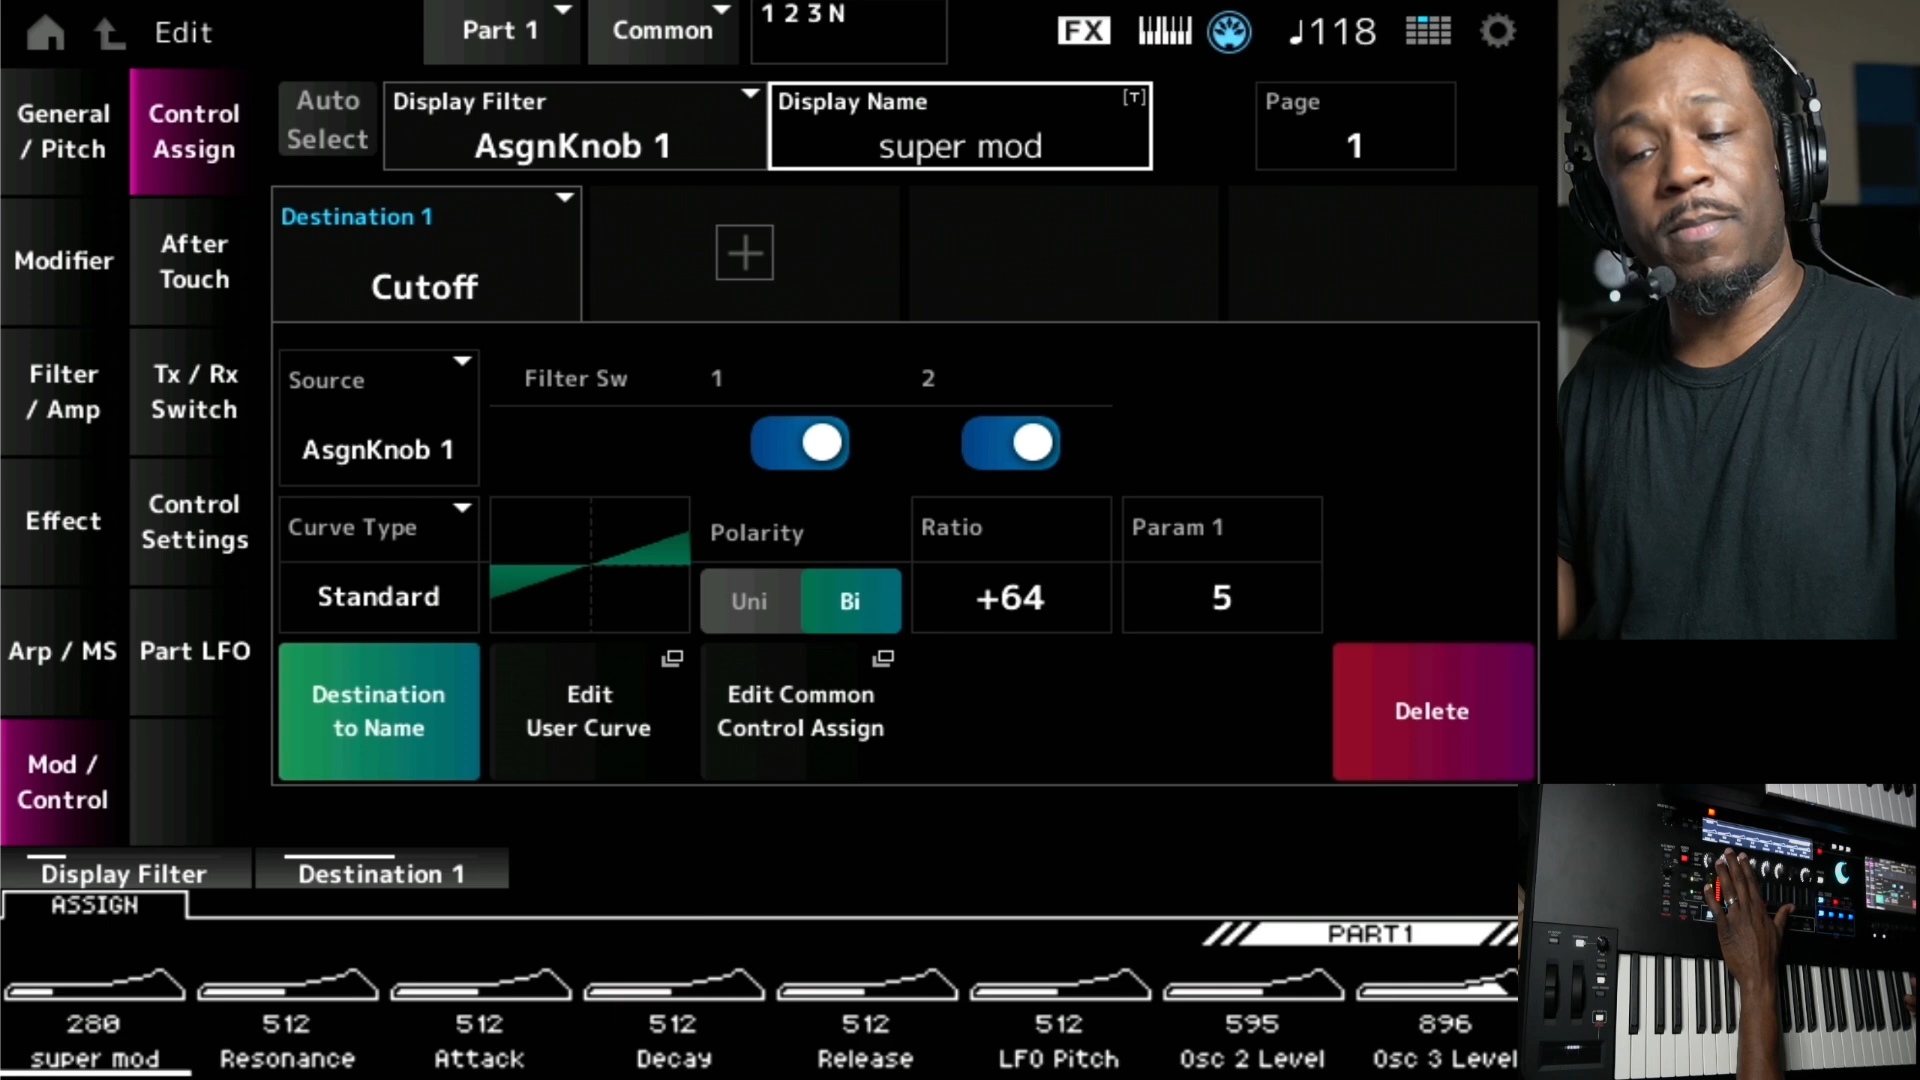 Edit
Part 1
Common
1 2 3 N
FX
♩118
General / Pitch
Control Assign
Auto Select
Display Filter
AsgnKnob 1
Display Name
[T]
super mod
Page
1
Modifier
After Touch
Destination 1
Cutoff
+
Filter / Amp
Tx / Rx Switch
Source
AsgnKnob 1
Filter Sw
1
2
Effect
Control Settings
Curve Type
Standard
Polarity
Uni
Bi
Ratio
+64
Param 1
5
Arp / MS
Part LFO
Destination to Name
Edit User Curve
Edit Common Control Assign
Delete
Mod / Control
Display Filter
Destination 1
ASSIGN
PART1
280
512
512
512
512
512
595
896
super mod
Resonance
Attack
Decay
Release
LFO Pitch
Osc 2 Level
Osc 3 Level